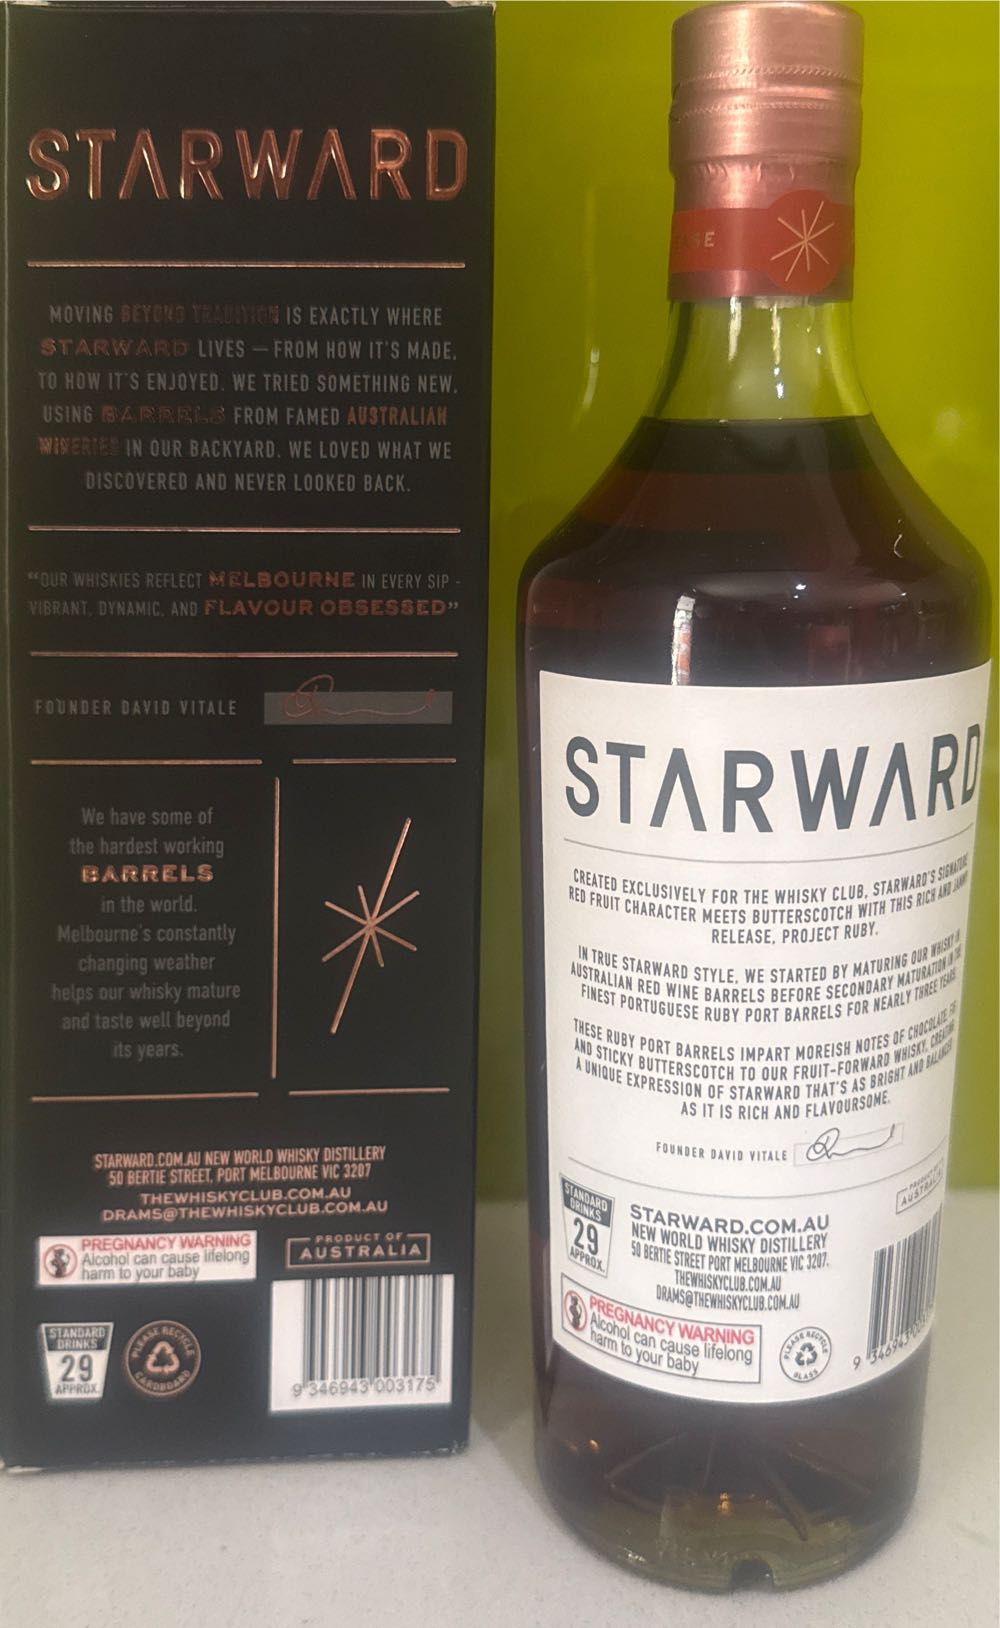 STARWARD
MOVING BEYOND TRADITION IS EXACTLY WHERE
STARWARD LIVES — FROM HOW IT'S MADE,
TO HOW IT'S ENJOYED. WE TRIED SOMETHING NEW,
USING BARRELS FROM FAMED AUSTRALIAN
WINERIES IN OUR BACKYARD. WE LOVED WHAT WE
DISCOVERED AND NEVER LOOKED BACK.
“OUR WHISKIES REFLECT MELBOURNE IN EVERY SIP -
VIBRANT, DYNAMIC, AND FLAVOUR OBSESSED”
FOUNDER DAVID VITALE
We have some of
the hardest working
BARRELS
in the world.
Melbourne's constantly
changing weather
helps our whisky mature
and taste well beyond
its years.
STARWARD.COM.AU NEW WORLD WHISKY DISTILLERY
50 BERTIE STREET, PORT MELBOURNE VIC 3207
THEWHISKYCLUB.COM.AU
DRAMS@THEWHISKYCLUB.COM.AU
PREGNANCY WARNING
Alcohol can cause lifelong
harm to your baby
PRODUCT OF
AUSTRALIA
STANDARD
DRINKS
29
APPROX.
PLEASE RECYCLE
CARDBOARD
9 346943 003175
STARWARD
CREATED EXCLUSIVELY FOR THE WHISKY CLUB, STARWARD'S SIGNATURE
RED FRUIT CHARACTER MEETS BUTTERSCOTCH WITH THIS RICH AND JAMMY
RELEASE, PROJECT RUBY.
IN TRUE STARWARD STYLE, WE STARTED BY MATURING OUR WHISKY IN
AUSTRALIAN RED WINE BARRELS BEFORE SECONDARY MATURATION IN THE
FINEST PORTUGUESE RUBY PORT BARRELS FOR NEARLY THREE YEARS.
THESE RUBY PORT BARRELS IMPART MOREISH NOTES OF CHOCOLATE,
AND STICKY BUTTERSCOTCH TO OUR FRUIT-FORWARD WHISKY, CREATING
A UNIQUE EXPRESSION OF STARWARD THAT'S AS BRIGHT AND BALANCED
AS IT IS RICH AND FLAVOURSOME.
FOUNDER DAVID VITALE
PRODUCT OF
AUSTRALIA
STANDARD
DRINKS
29
APPROX.
STARWARD.COM.AU
NEW WORLD WHISKY DISTILLERY
50 BERTIE STREET PORT MELBOURNE VIC 3207.
THEWHISKYCLUB.COM.AU
DRAMS@THEWHISKYCLUB.COM.AU
PREGNANCY WARNING
Alcohol can cause lifelong
harm to your baby
PLEASE RECYCLE
GLASS
9 346943